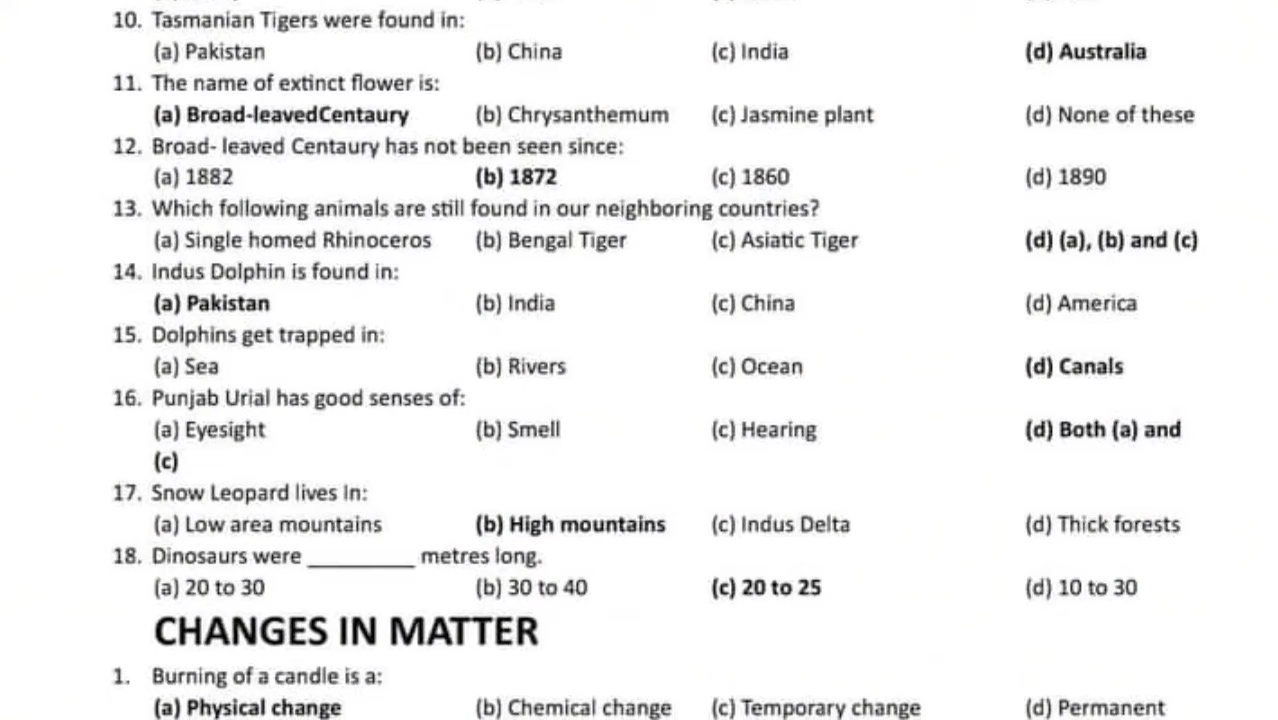 10. Tasmanian Tigers were found in:
(a) Pakistan (b) China (c) India (d) Australia
11. The name of extinct flower is:
(a) Broad-leavedCentaury (b) Chrysanthemum (c) Jasmine plant (d) None of these
12. Broad- leaved Centaury has not been seen since:
(a) 1882 (b) 1872 (c) 1860 (d) 1890
13. Which following animals are still found in our neighboring countries?
(a) Single homed Rhinoceros (b) Bengal Tiger (c) Asiatic Tiger (d) (a), (b) and (c)
14. Indus Dolphin is found in:
(a) Pakistan (b) India (c) China (d) America
15. Dolphins get trapped in:
(a) Sea (b) Rivers (c) Ocean (d) Canals
16. Punjab Urial has good senses of:
(a) Eyesight (b) Smell (c) Hearing (d) Both (a) and
(c)
17. Snow Leopard lives In:
(a) Low area mountains (b) High mountains (c) Indus Delta (d) Thick forests
18. Dinosaurs were _________ metres long.
(a) 20 to 30 (b) 30 to 40 (c) 20 to 25 (d) 10 to 30
CHANGES IN MATTER
1. Burning of a candle is a:
(a) Physical change (b) Chemical change (c) Temporary change (d) Permanent